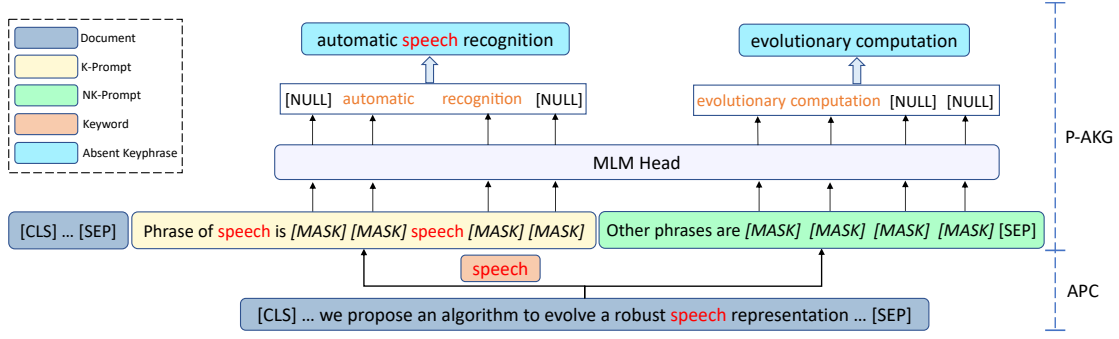 Document
K-Prompt
NK-Prompt
Keyword
Absent Keyphrase
automatic speech recognition
evolutionary computation
[NULL] automatic recognition [NULL]
evolutionary computation [NULL] [NULL]
MLM Head
P-AKG
[CLS] ... [SEP]
Phrase of speech is [MASK] [MASK] speech [MASK] [MASK]
Other phrases are [MASK] [MASK] [MASK] [MASK] [SEP]
speech
APC
[CLS] ... we propose an algorithm to evolve a robust speech representation ... [SEP]